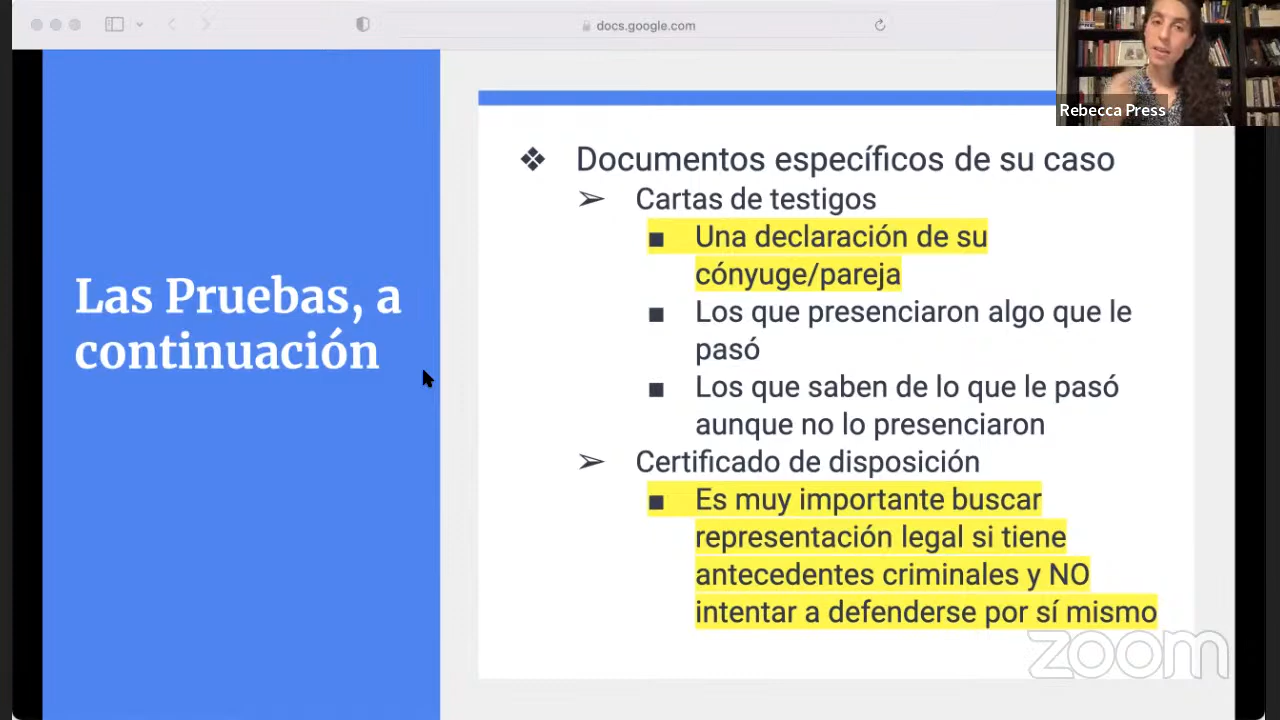 docs.google.com
Rebecca Press
Las Pruebas, a
continuación
❖ Documentos específicos de su caso
➢ Cartas de testigos
■ Una declaración de su
cónyuge/pareja
■ Los que presenciaron algo que le
pasó
■ Los que saben de lo que le pasó
aunque no lo presenciaron
➢ Certificado de disposición
■ Es muy importante buscar
representación legal si tiene
antecedentes criminales y NO
intentar a defenderse por sí mismo
zoom